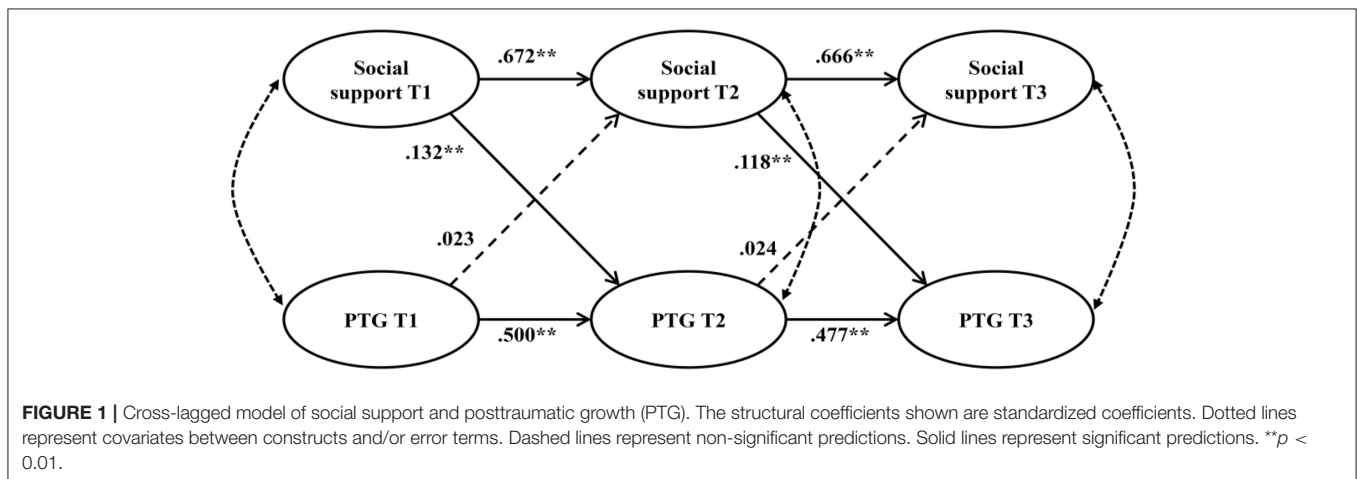 .672**
.666**
Social
support T1
Social
support T2
Social
support T3
.132**
.118**
.023
.024
PTG T1
PTG T2
PTG T3
.500**
.477**
FIGURE 1 | Cross-lagged model of social support and posttraumatic growth (PTG). The structural coefficients shown are standardized coefficients. Dotted lines
represent covariates between constructs and/or error terms. Dashed lines represent non-significant predictions. Solid lines represent significant predictions. **p <
0.01.